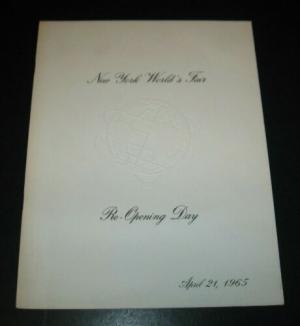 New York World's Fair
Re-Opening Day
April 21, 1965